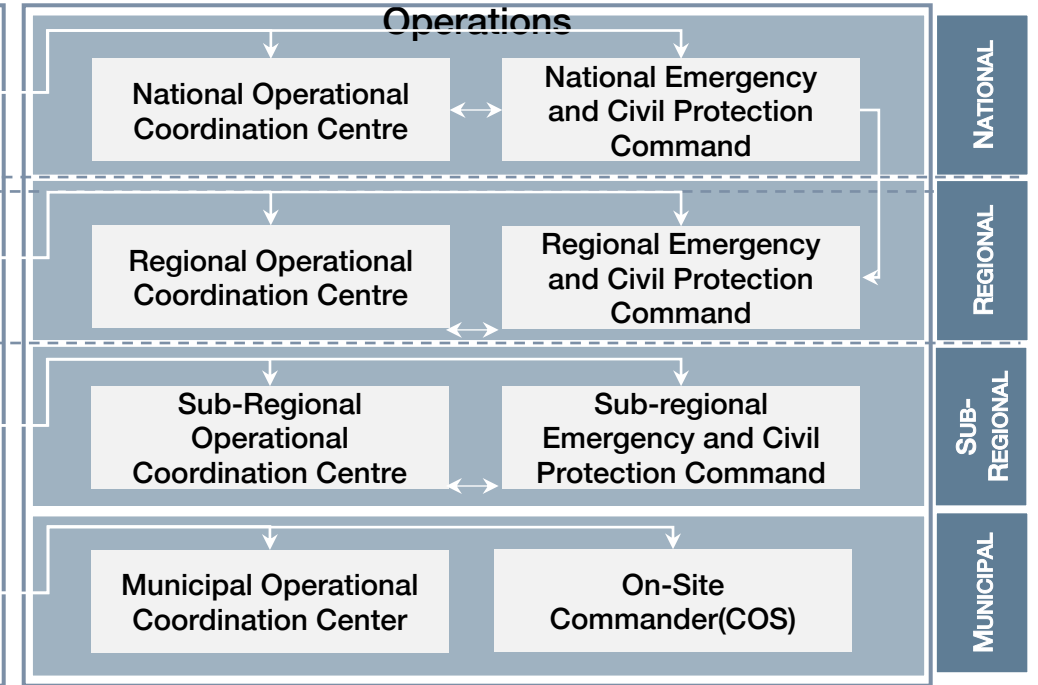 Operations
National Operational
Coordination Centre
National Emergency
and Civil Protection
Command
NATIONAL
Regional Operational
Coordination Centre
Regional Emergency
and Civil Protection
Command
REGIONAL
Sub-Regional
Operational
Coordination Centre
Sub-regional
Emergency and Civil
Protection Command
SUB-
REGIONAL
Municipal Operational
Coordination Center
On-Site
Commander(COS)
MUNICIPAL